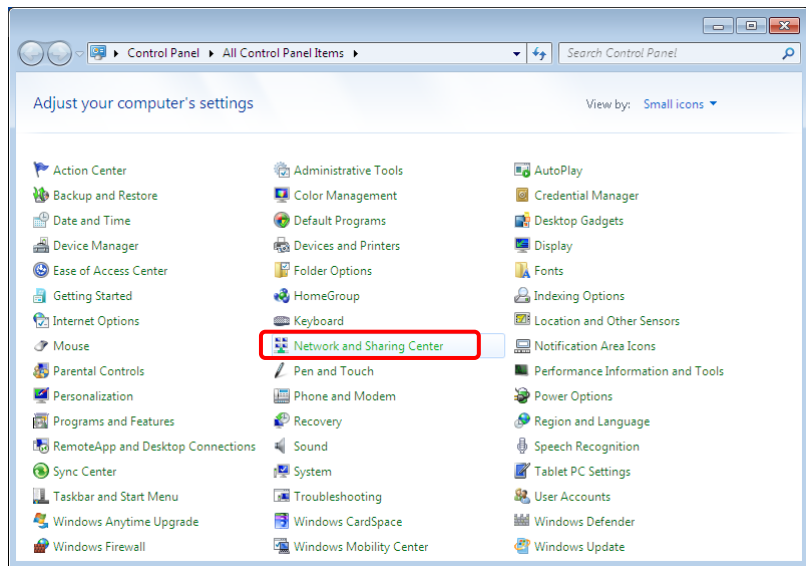 Control Panel All Control Panel Items Search Control Panel
Adjust your computer's settings View by: Small icons
Action Center Administrative Tools AutoPlay
Backup and Restore Color Management Credential Manager
Date and Time Default Programs Desktop Gadgets
Device Manager Devices and Printers Display
Ease of Access Center Folder Options Fonts
Getting Started HomeGroup Indexing Options
Internet Options Keyboard Location and Other Sensors
Mouse Network and Sharing Center Notification Area Icons
Parental Controls Pen and Touch Performance Information and Tools
Personalization Phone and Modem Power Options
Programs and Features Recovery Region and Language
RemoteApp and Desktop Connections Sound Speech Recognition
Sync Center System Tablet PC Settings
Taskbar and Start Menu Troubleshooting User Accounts
Windows Anytime Upgrade Windows CardSpace Windows Defender
Windows Firewall Windows Mobility Center Windows Update